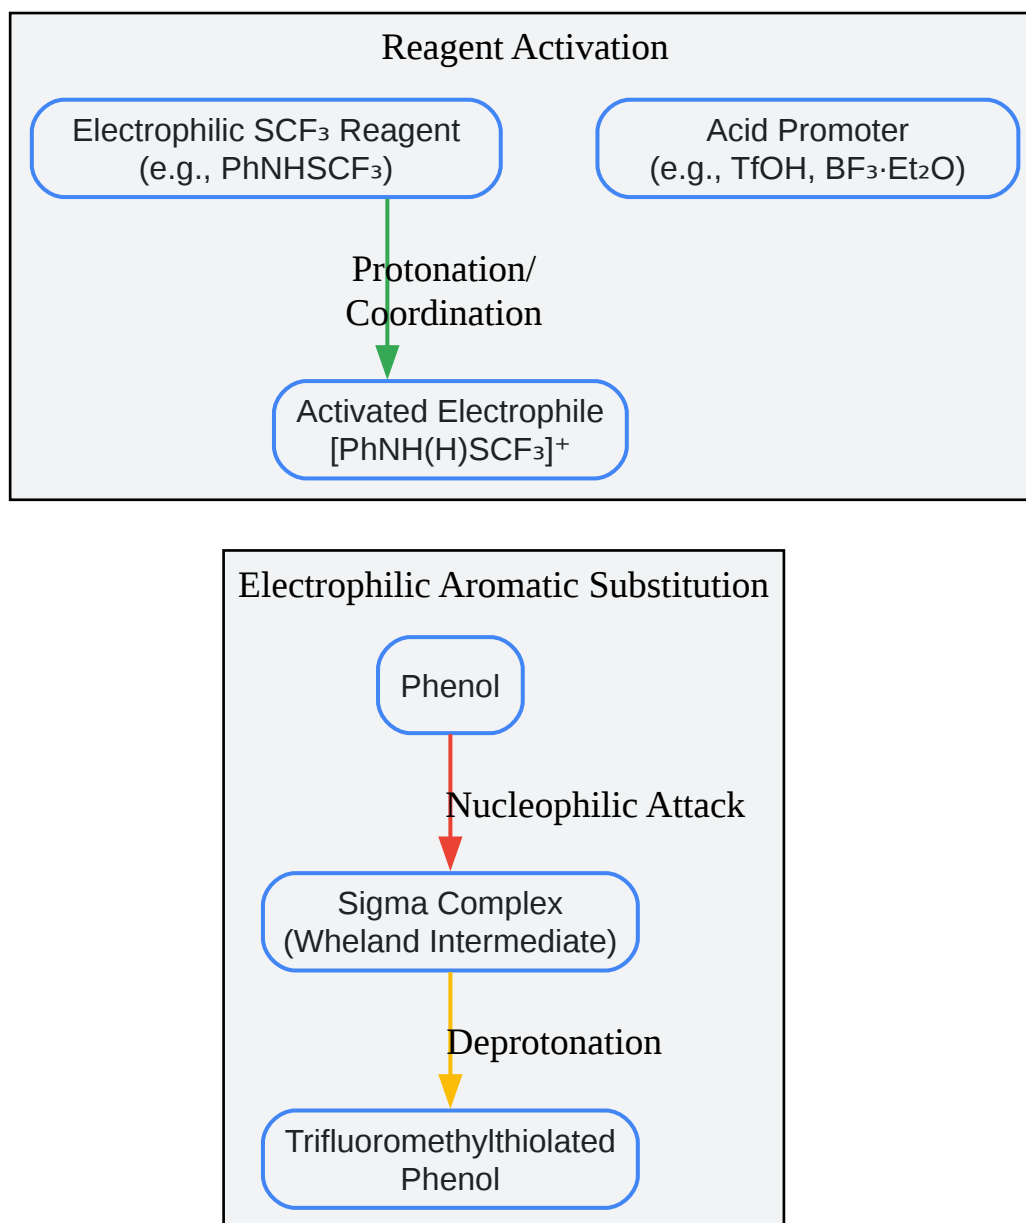 Reagent Activation
Electrophilic SCF₃ Reagent
(e.g., PhNHSCF₃)
Acid Promoter
(e.g., TfOH, BF₃·Et₂O)
Protonation/
Coordination
Activated Electrophile
[PhNH(H)SCF₃]⁺
Electrophilic Aromatic Substitution
Phenol
Nucleophilic Attack
Sigma Complex
(Wheland Intermediate)
Deprotonation
Trifluoromethylthiolated
Phenol